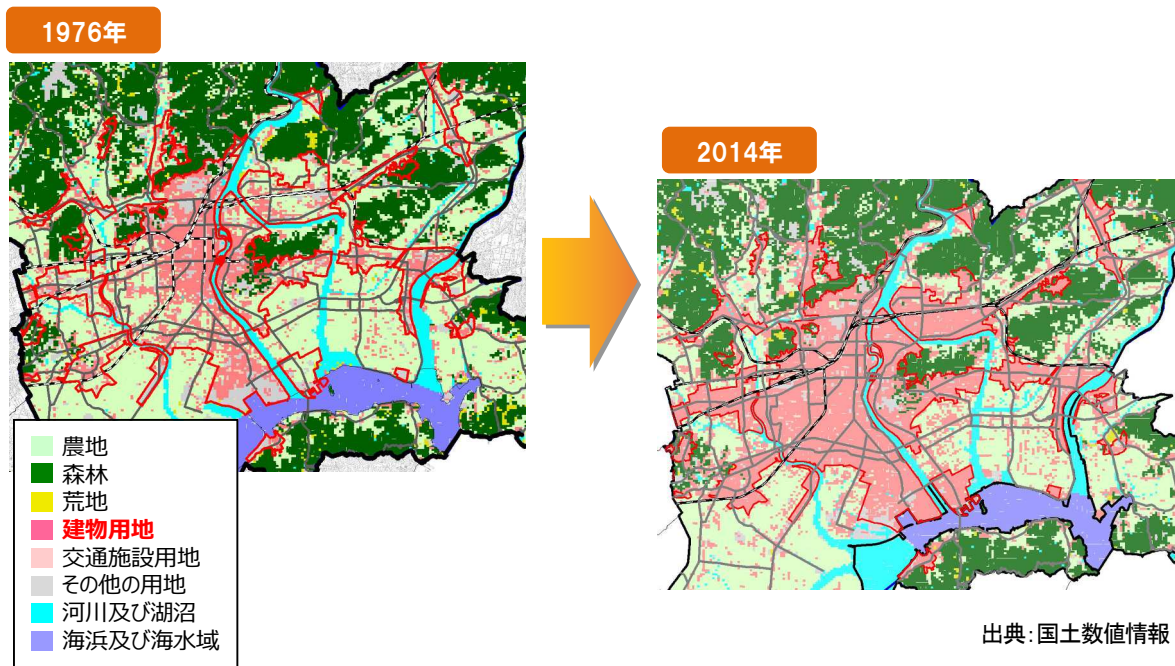 1976年
2014年
農地
森林
荒地
建物用地
交通施設用地
その他の用地
河川及び湖沼
海浜及び海水域
出典：国土数値情報